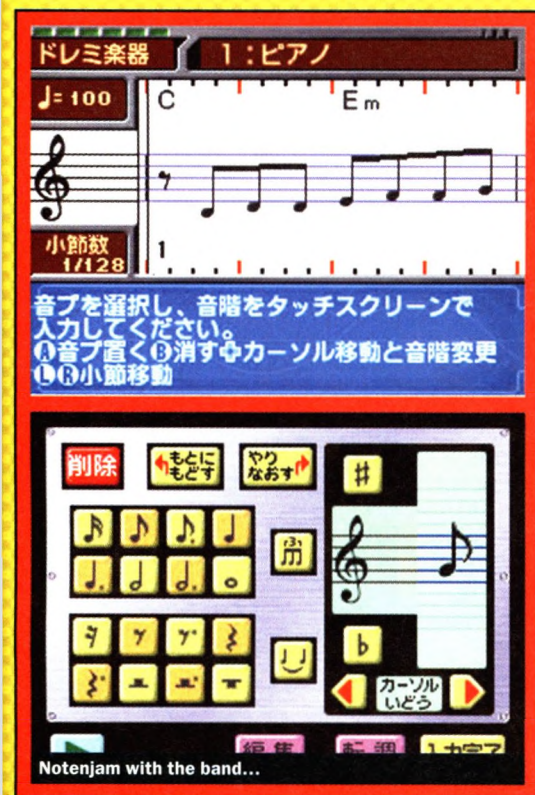 ドレミ楽器 1:ピアノ
♩= 100
C Em
小節数
1/128
1
音プを選択し、音階をタッチスクリーンで
入力してください。
Ⓐ音プ置くⒷ消す✚カーソル移動と音階変更
ⓁⓇ小節移動
削除
もとに
もどす
やり
なおす
♯
3
♭
カーソル
いどう
編集 転調 入力完了
Notenjam with the band...